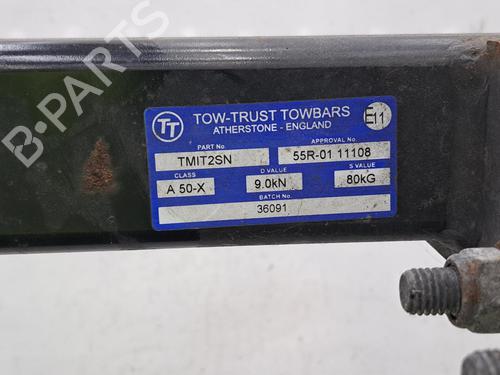 TT TOW-TRUST TOWBARS E11
ATHERSTONE - ENGLAND
PART No. APPROVAL No.
TMIT2SN 55R-01 11108
CLASS D VALUE S VALUE
A 50-X 9.0kN 80kG
BATCH No.
36091